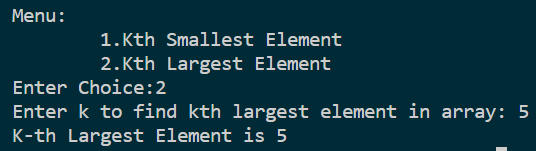 Menu:
1.Kth Smallest Element
2.Kth Largest Element
Enter Choice:2
Enter k to find kth largest element in array: 5
K-th Largest Element is 5